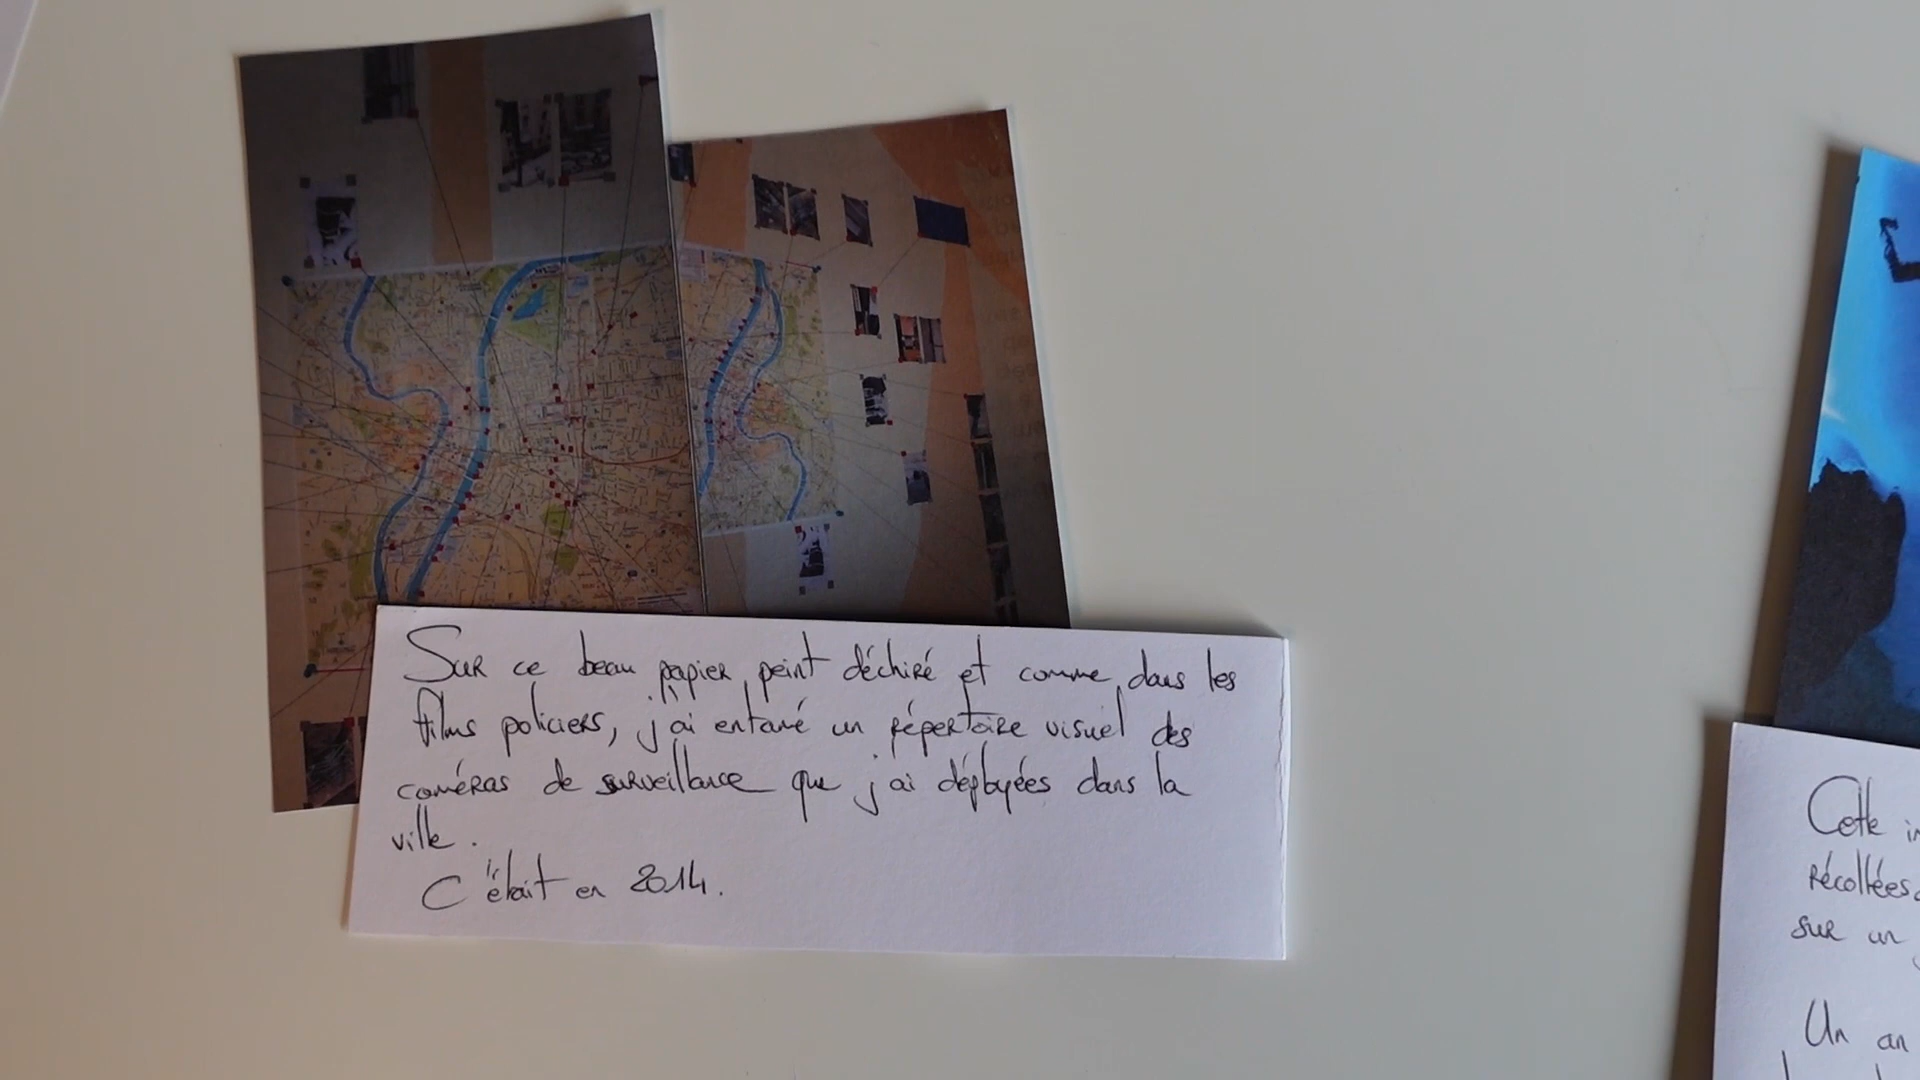 Sur ce beau papier peint déchiré et comme dans les
films policiers, j'ai entamé un répertoire visuel des
caméras de surveillance que j'ai déployées dans la
ville.
C'était en 2014.
Cette
récoltées
sur un
Un an